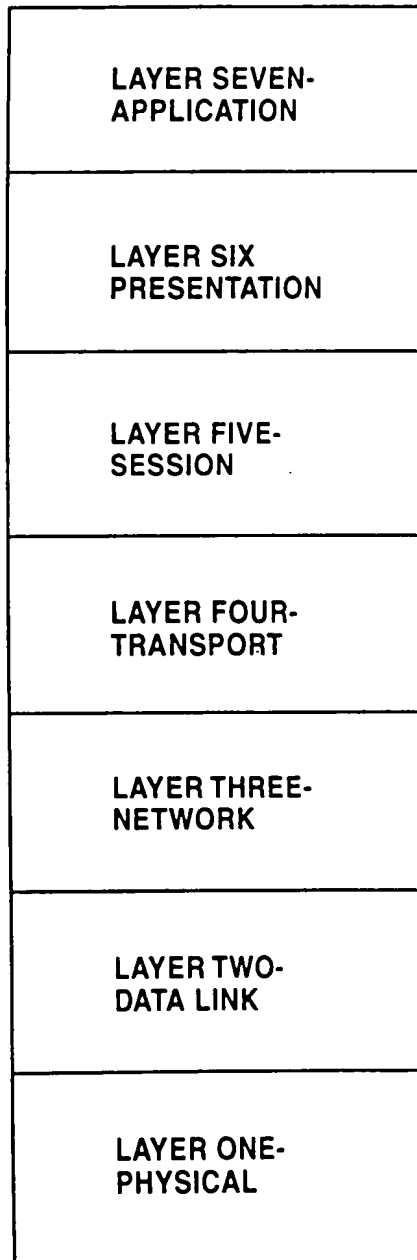 LAYER SEVEN-
APPLICATION
LAYER SIX
PRESENTATION
LAYER FIVE-
SESSION
LAYER FOUR-
TRANSPORT
LAYER THREE-
NETWORK
LAYER TWO-
DATA LINK
LAYER ONE-
PHYSICAL